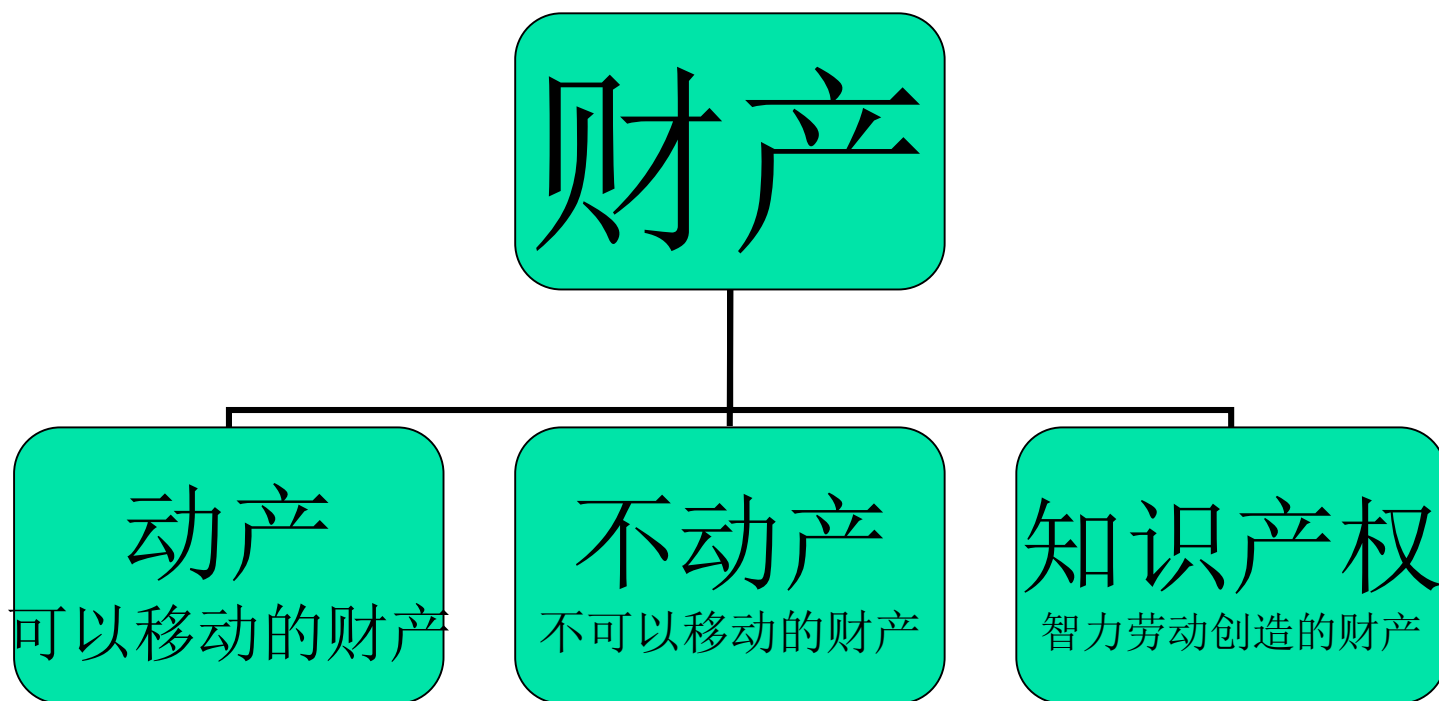 财产
动产
可以移动的财产
不动产
不可以移动的财产
知识产权
智力劳动创造的财产